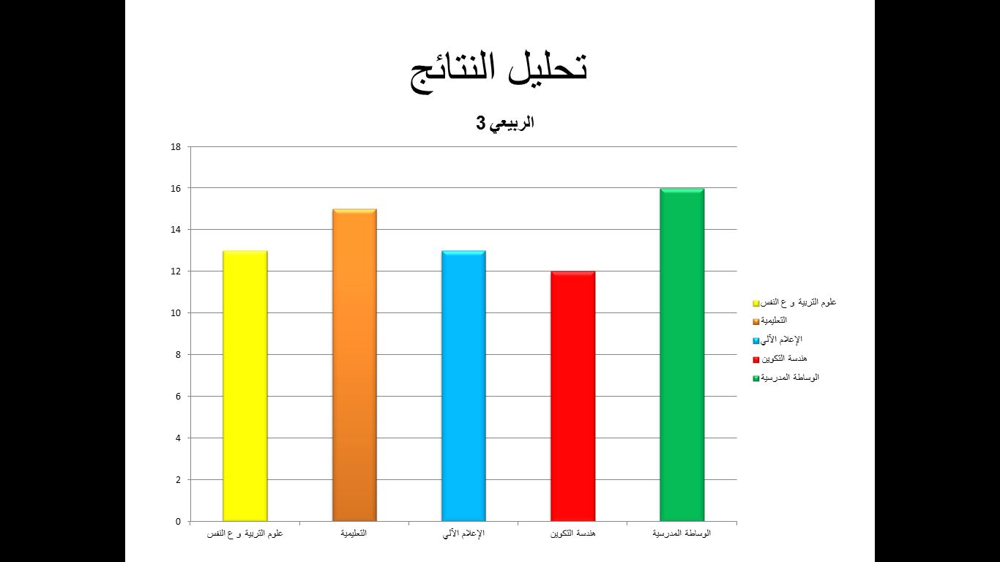 تحليل النتائج
الربيعي 3
18
16
14
12
10
8
6
4
2
0
علوم التربية و ع النفس
التعليمية
الإعلام الآلي
هندسة التكوين
الوساطة المدرسية
علوم التربية و ع النفس
التعليمية
الإعلام الآلي
هندسة التكوين
الوساطة المدرسية